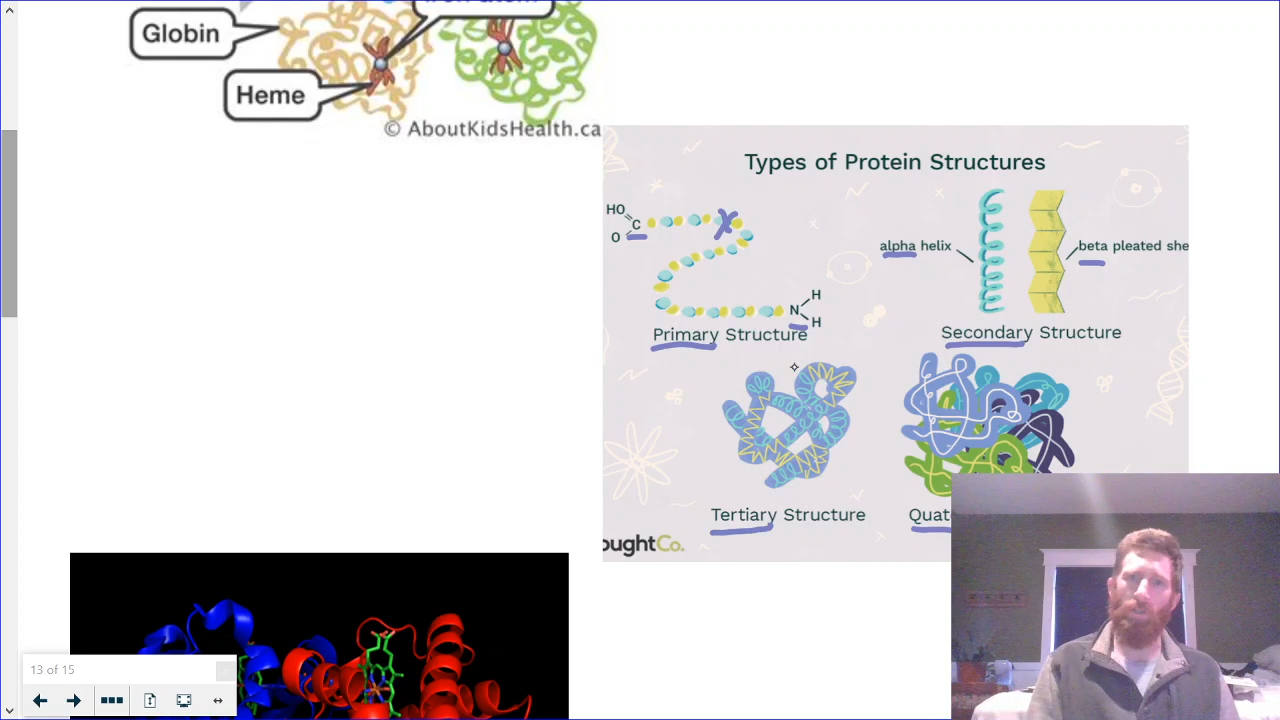 Globin
Heme
© AboutKidsHealth.ca
Types of Protein Structures
HO
C
O
alpha helix
beta pleated she
H
N
H
Primary Structure
Secondary Structure
Tertiary Structure
Quat
oughtCo.
13 of 15